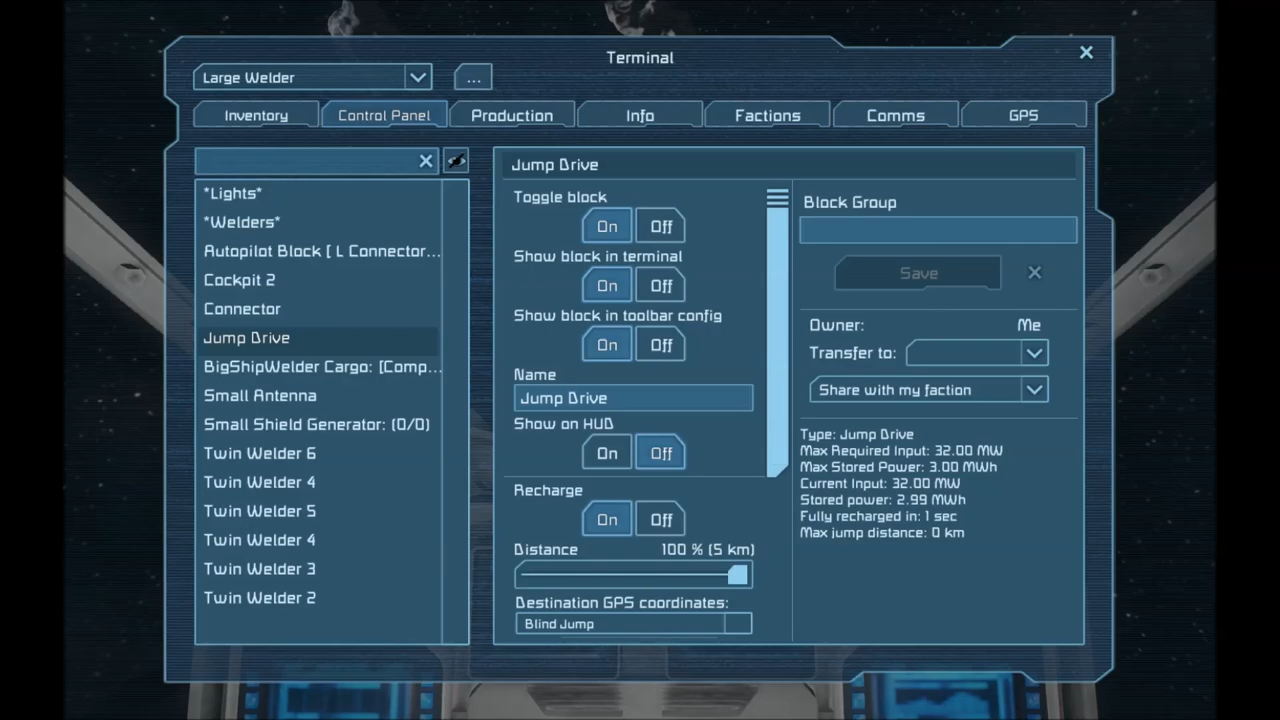 Terminal
Large Welder
...
Inventory
Control Panel
Production
Info
Factions
Comms
GPS
*Lights*
*Welders*
Autopilot Block [ L Connector...
Cockpit 2
Connector
Jump Drive
BigShipWelder Cargo: [Comp...
Small Antenna
Small Shield Generator: (0/0)
Twin Welder 6
Twin Welder 4
Twin Welder 5
Twin Welder 4
Twin Welder 3
Twin Welder 2
Jump Drive
Toggle block
On Off
Show block in terminal
On Off
Show block in toolbar config
On Off
Name
Jump Drive
Show on HUD
On Off
Recharge
On Off
Distance 100 % (5 km)
Destination GPS coordinates:
Blind Jump
Block Group
Save
Owner: Me
Transfer to:
Share with my faction
Type: Jump Drive
Max Required Input: 32.00 MW
Max Stored Power: 3.00 MWh
Current Input: 32.00 MW
Stored power: 2.99 MWh
Fully recharged in: 1 sec
Max jump distance: 0 km